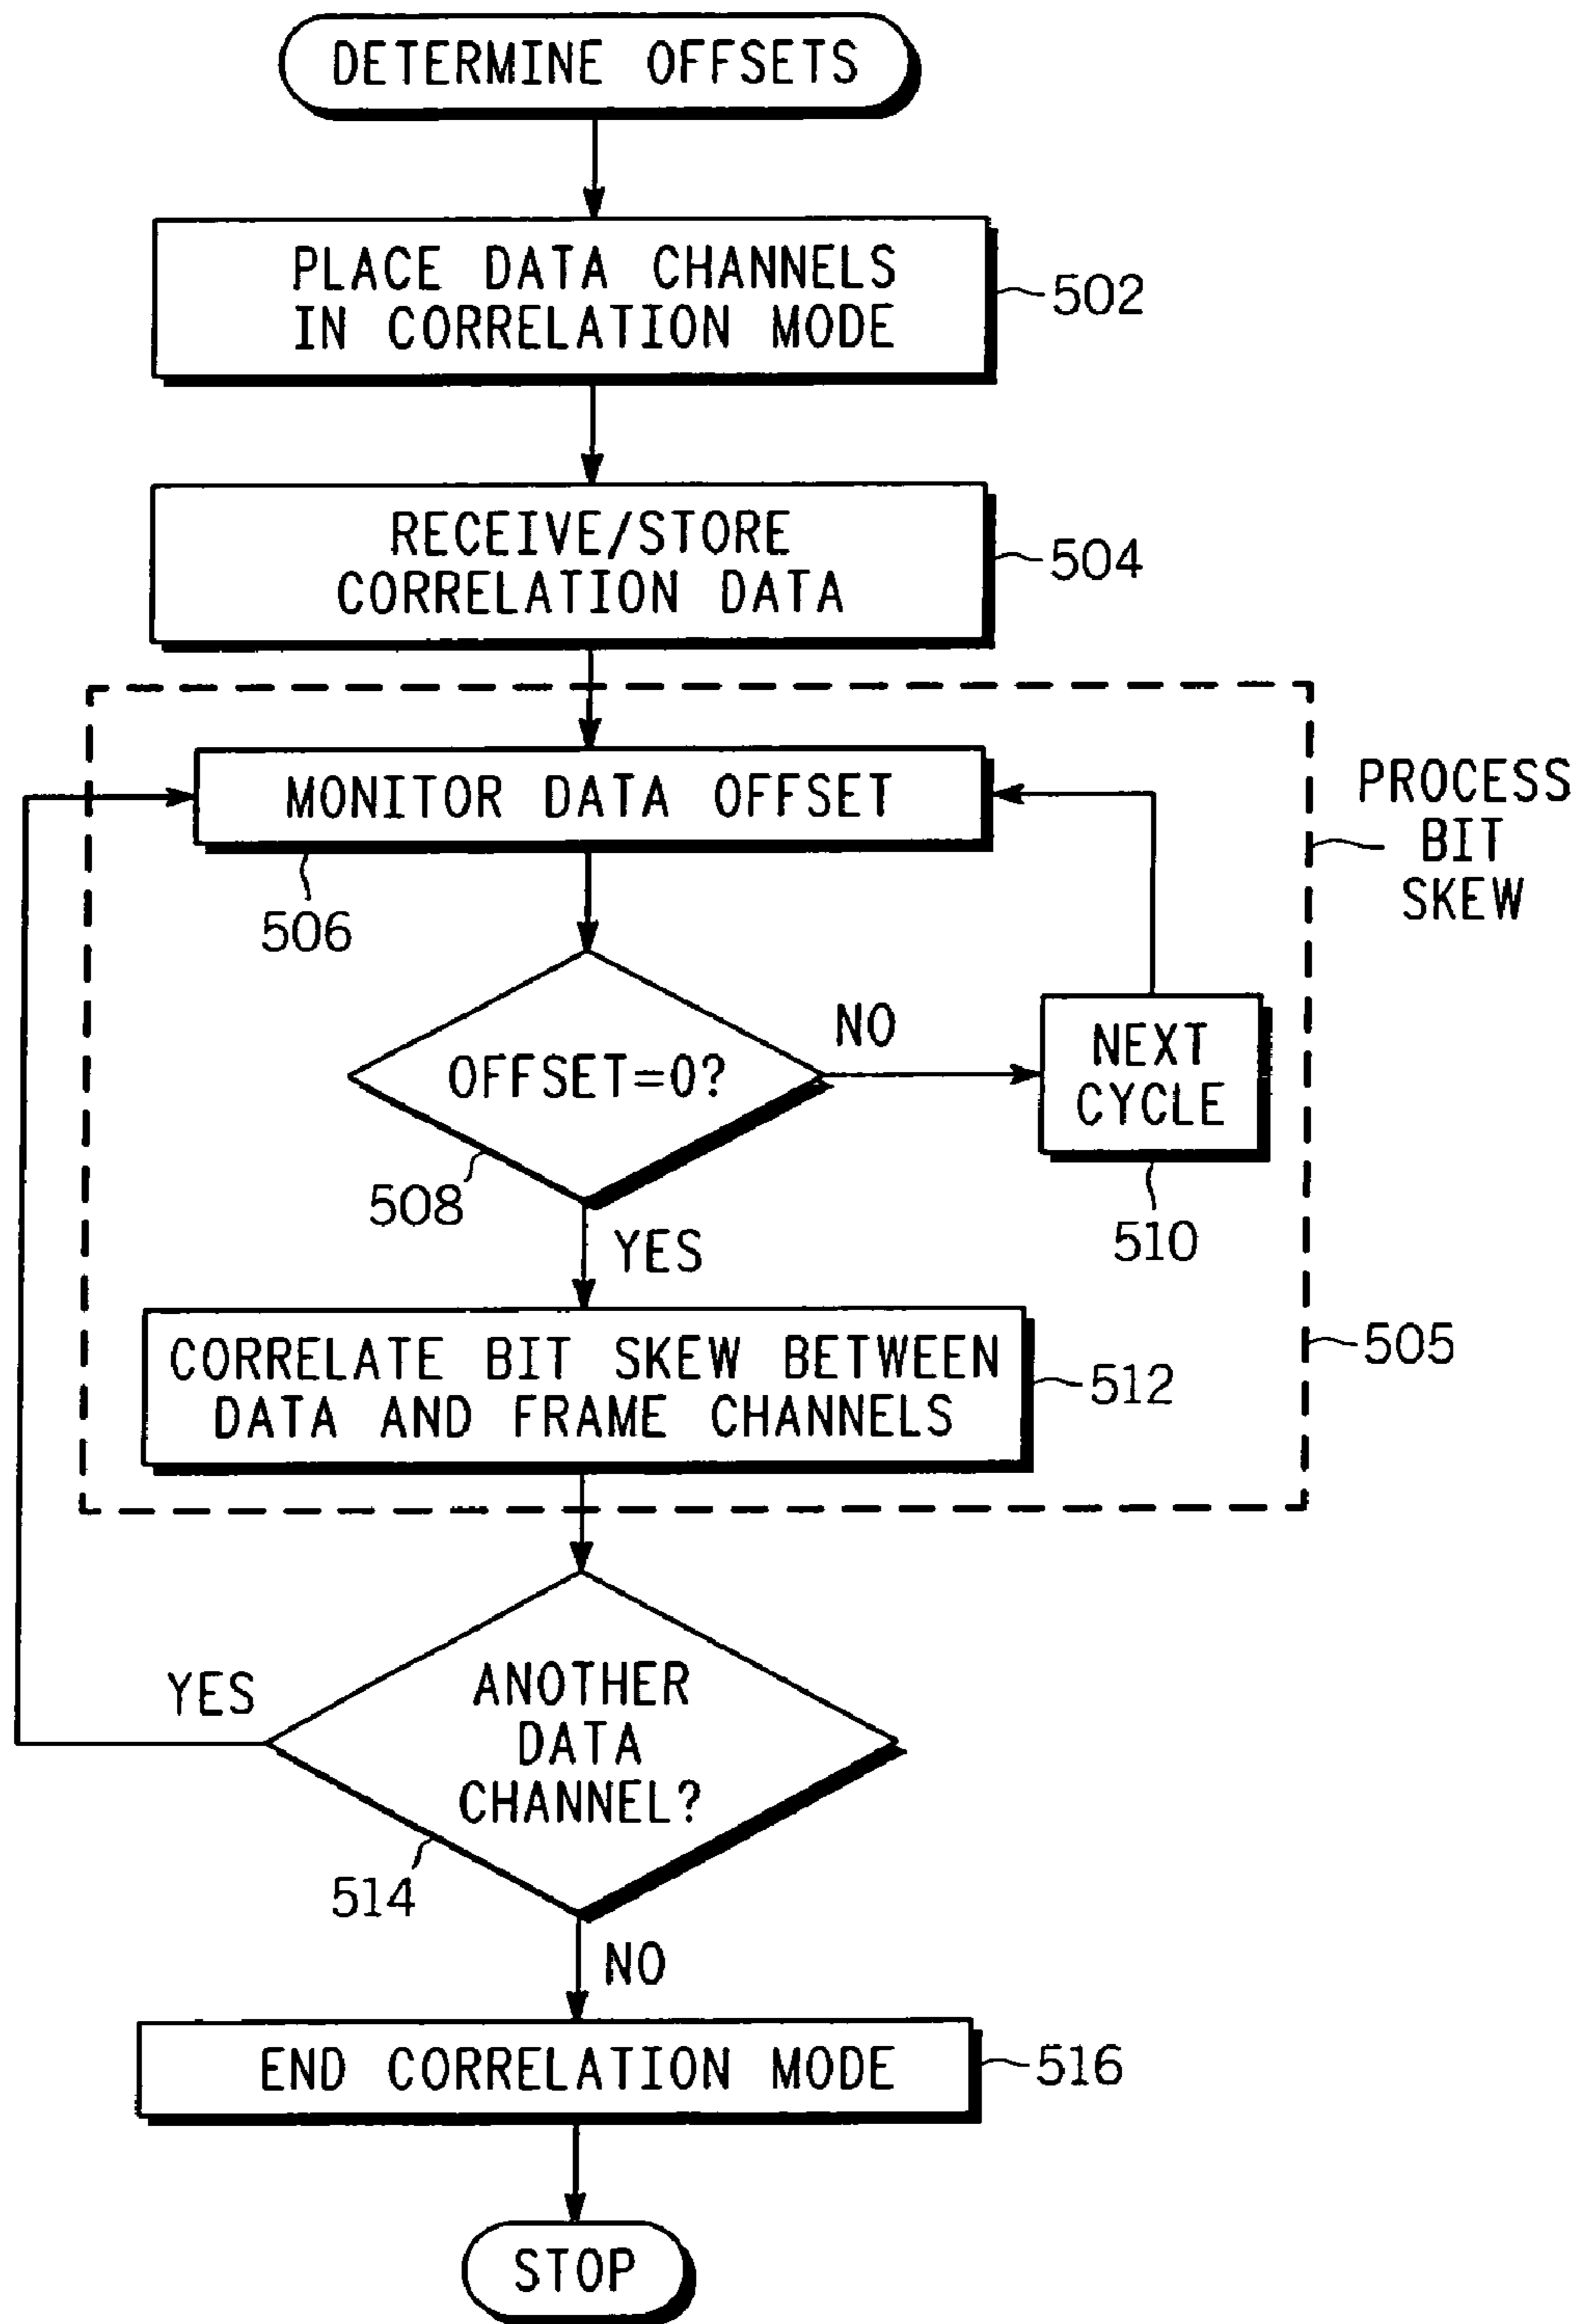 DETERMINE OFFSETS
PLACE DATA CHANNELS
IN CORRELATION MODE
502
RECEIVE/STORE
CORRELATION DATA
504
MONITOR DATA OFFSET
506
PROCESS
BIT
SKEW
OFFSET=0?
508
NO
NEXT
CYCLE
510
YES
CORRELATE BIT SKEW BETWEEN
DATA AND FRAME CHANNELS
512
505
ANOTHER
DATA
CHANNEL?
514
YES
NO
END CORRELATION MODE
516
STOP